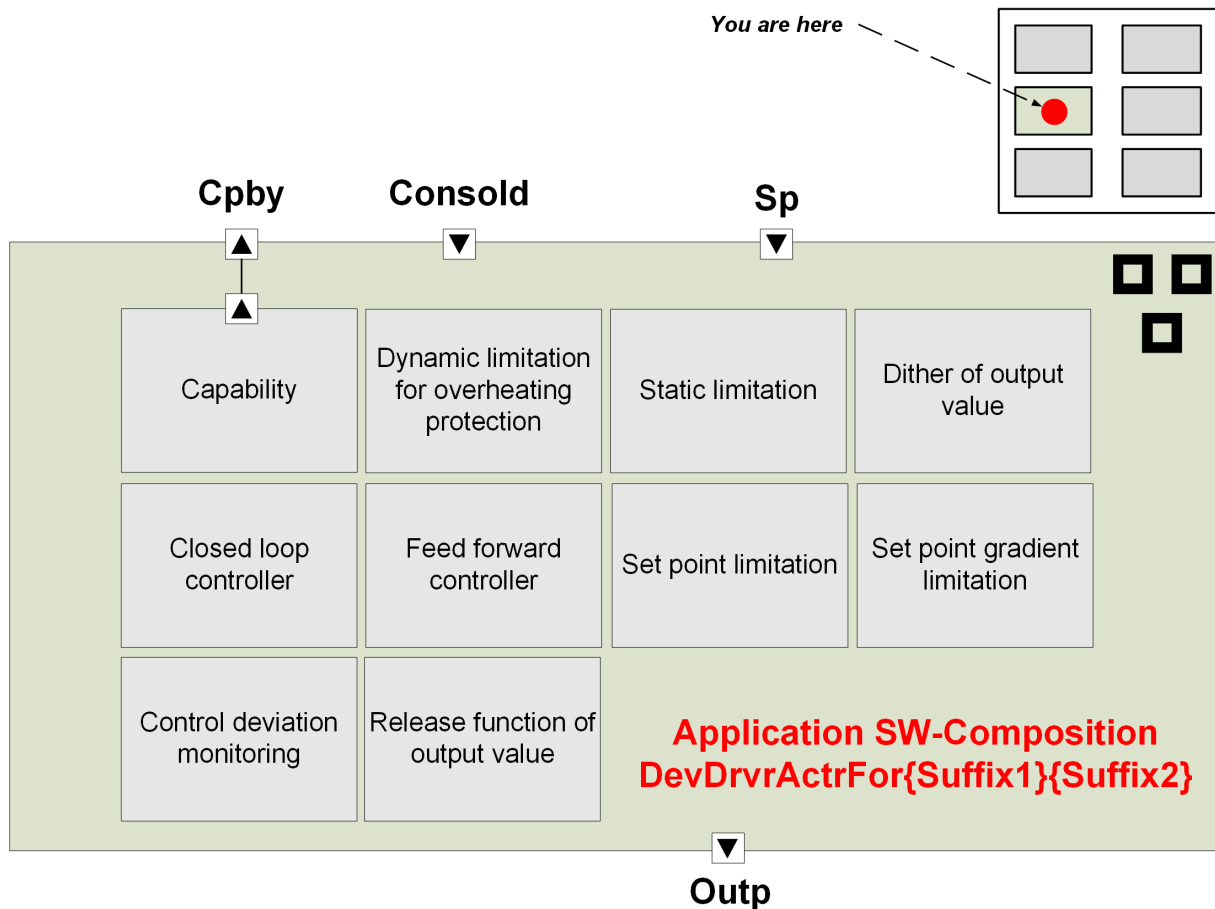 You are here
Cpby
Consold
Sp
Capability
Dynamic limitation
for overheating
protection
Static limitation
Dither of output
value
Closed loop
controller
Feed forward
controller
Set point limitation
Set point gradient
limitation
Control deviation
monitoring
Release function of
output value
Application SW-Composition
DevDrvrActrFor{Suffix1}{Suffix2}
Outp